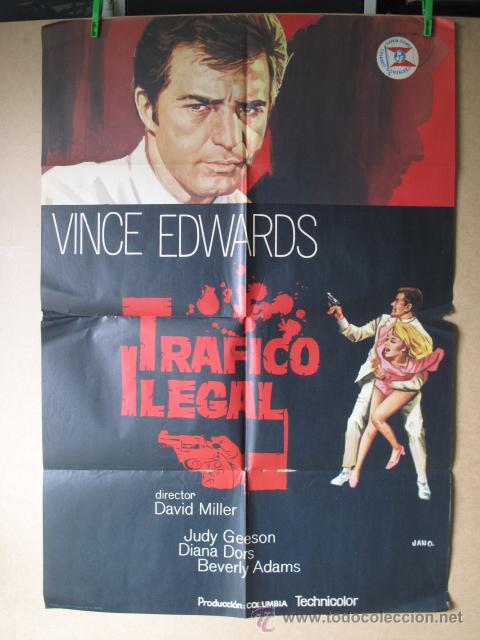 VINCE EDWARDS
TRAFICO
ILEGAL
director
David Miller
Judy Geeson
Diana Dors
Beverly Adams
JANO.
Producción: COLUMBIA Technicolor
www.todocoleccion.net